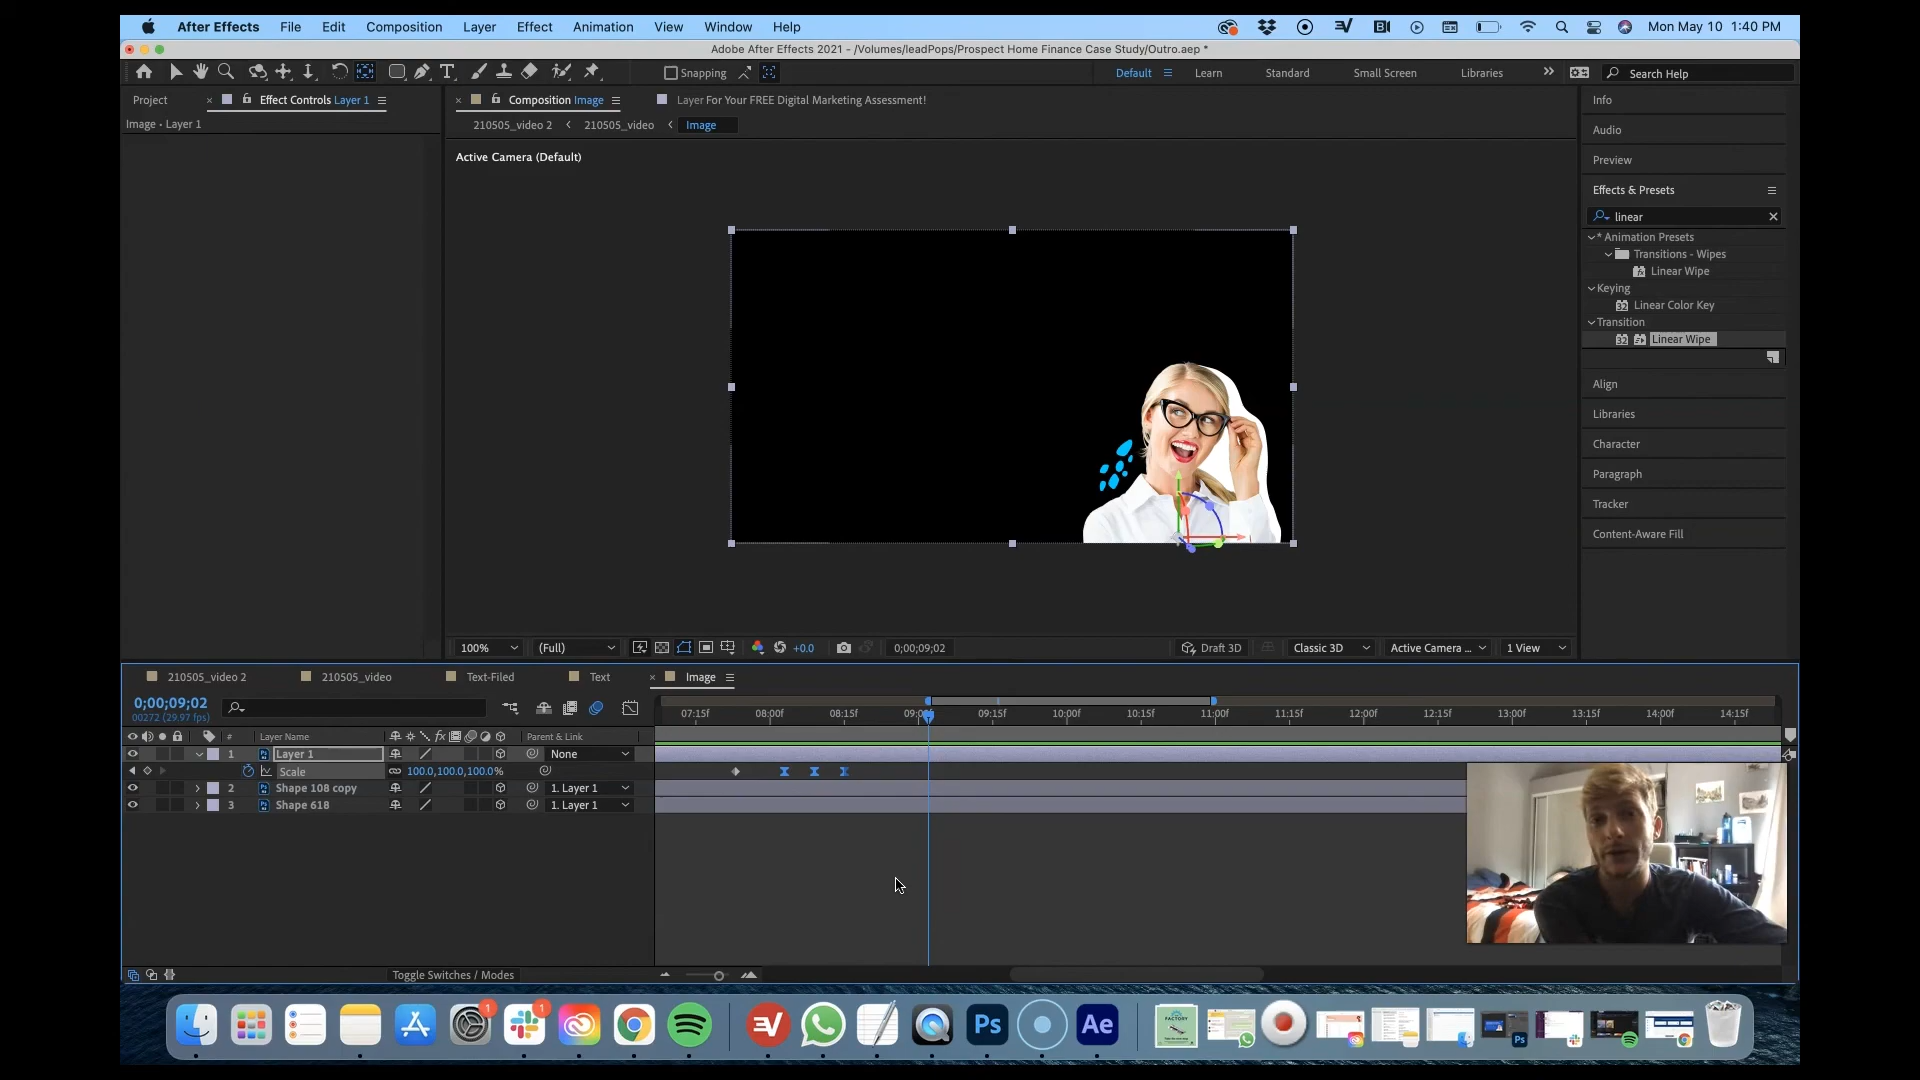 After Effects File Edit Composition Layer Effect Animation View Window Help Mon May 10 1:40 PM
Adobe After Effects 2021 - /Volumes/leadPops/Prospect Home Finance Case Study/Outro.aep *
Snapping Default Learn Standard Small Screen Libraries Search Help
Project Effect Controls Layer 1 Composition Image Layer For Your FREE Digital Marketing Assessment! Info
Image • Layer 1 210505_video 2 210505_video Image
Audio
Active Camera (Default) Preview
Effects & Presets
linear
* Animation Presets
Transitions - Wipes
Linear Wipe
Keying
32 Linear Color Key
Transition
32 Linear Wipe
Align
Libraries
Character
Paragraph
Tracker
Content-Aware Fill
100% (Full) +0.0 0;00;09;02 Draft 3D Classic 3D Active Camera ... 1 View
210505_video 2 210505_video Text-Filed Text Image
0;00;09;02
00272 (29.97 fps) 07:15f 08:00f 08:15f 09:00f 09:15f 10:00f 10:15f 11:00f 11:15f 12:00f 12:15f 13:00f 13:15f 14:00f 14:15f
# Layer Name fx Parent & Link
1 Layer 1 None
Scale 100.0,100.0,100.0%
2 Shape 108 copy 1. Layer 1
3 Shape 618 1. Layer 1
Toggle Switches / Modes
1 1 Ps Ae FACTORY